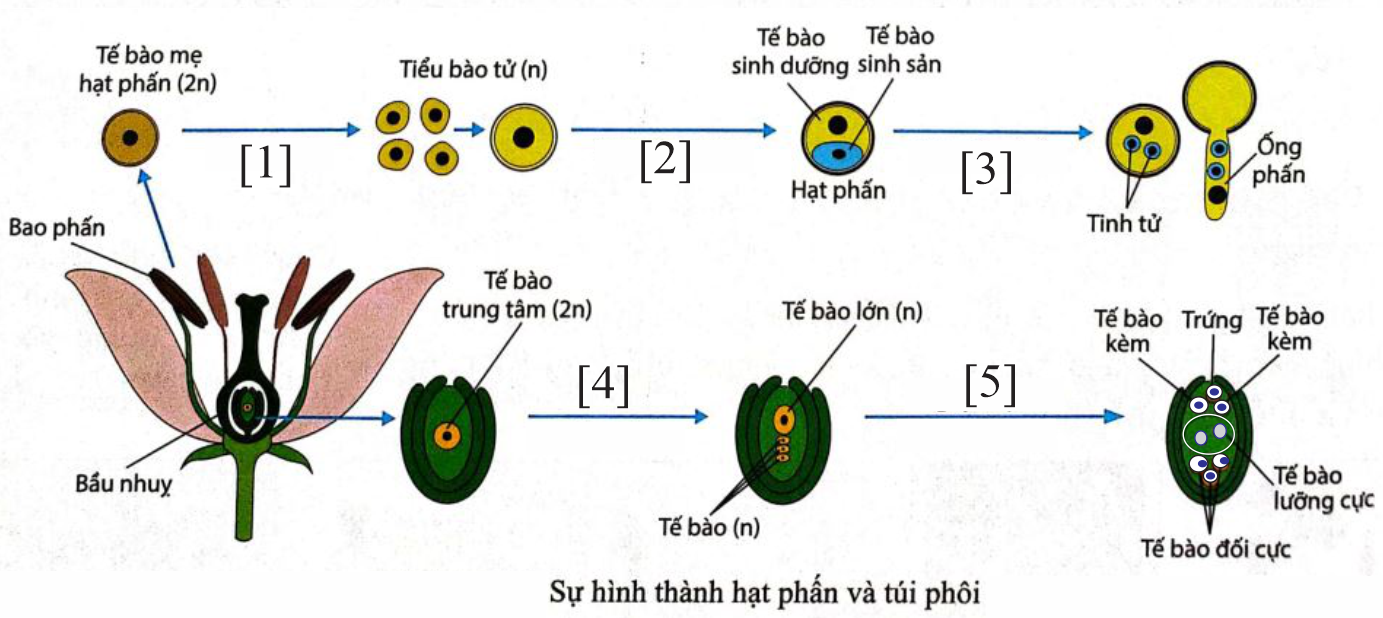 Tế bào mẹ
hạt phấn (2n)
Tiểu bào tử (n)
Tế bào
sinh dưỡng
Tế bào
sinh sản
[1]
[2]
[3]
Hạt phấn
Ống
phấn
Tinh tử
Bao phấn
Tế bào
trung tâm (2n)
Tế bào lớn (n)
Tế bào
kèm
Trứng
Tế bào
kèm
[4]
[5]
Bầu nhuỵ
Tế bào (n)
Tế bào
lưỡng cực
Tế bào đối cực
Sự hình thành hạt phấn và túi phôi